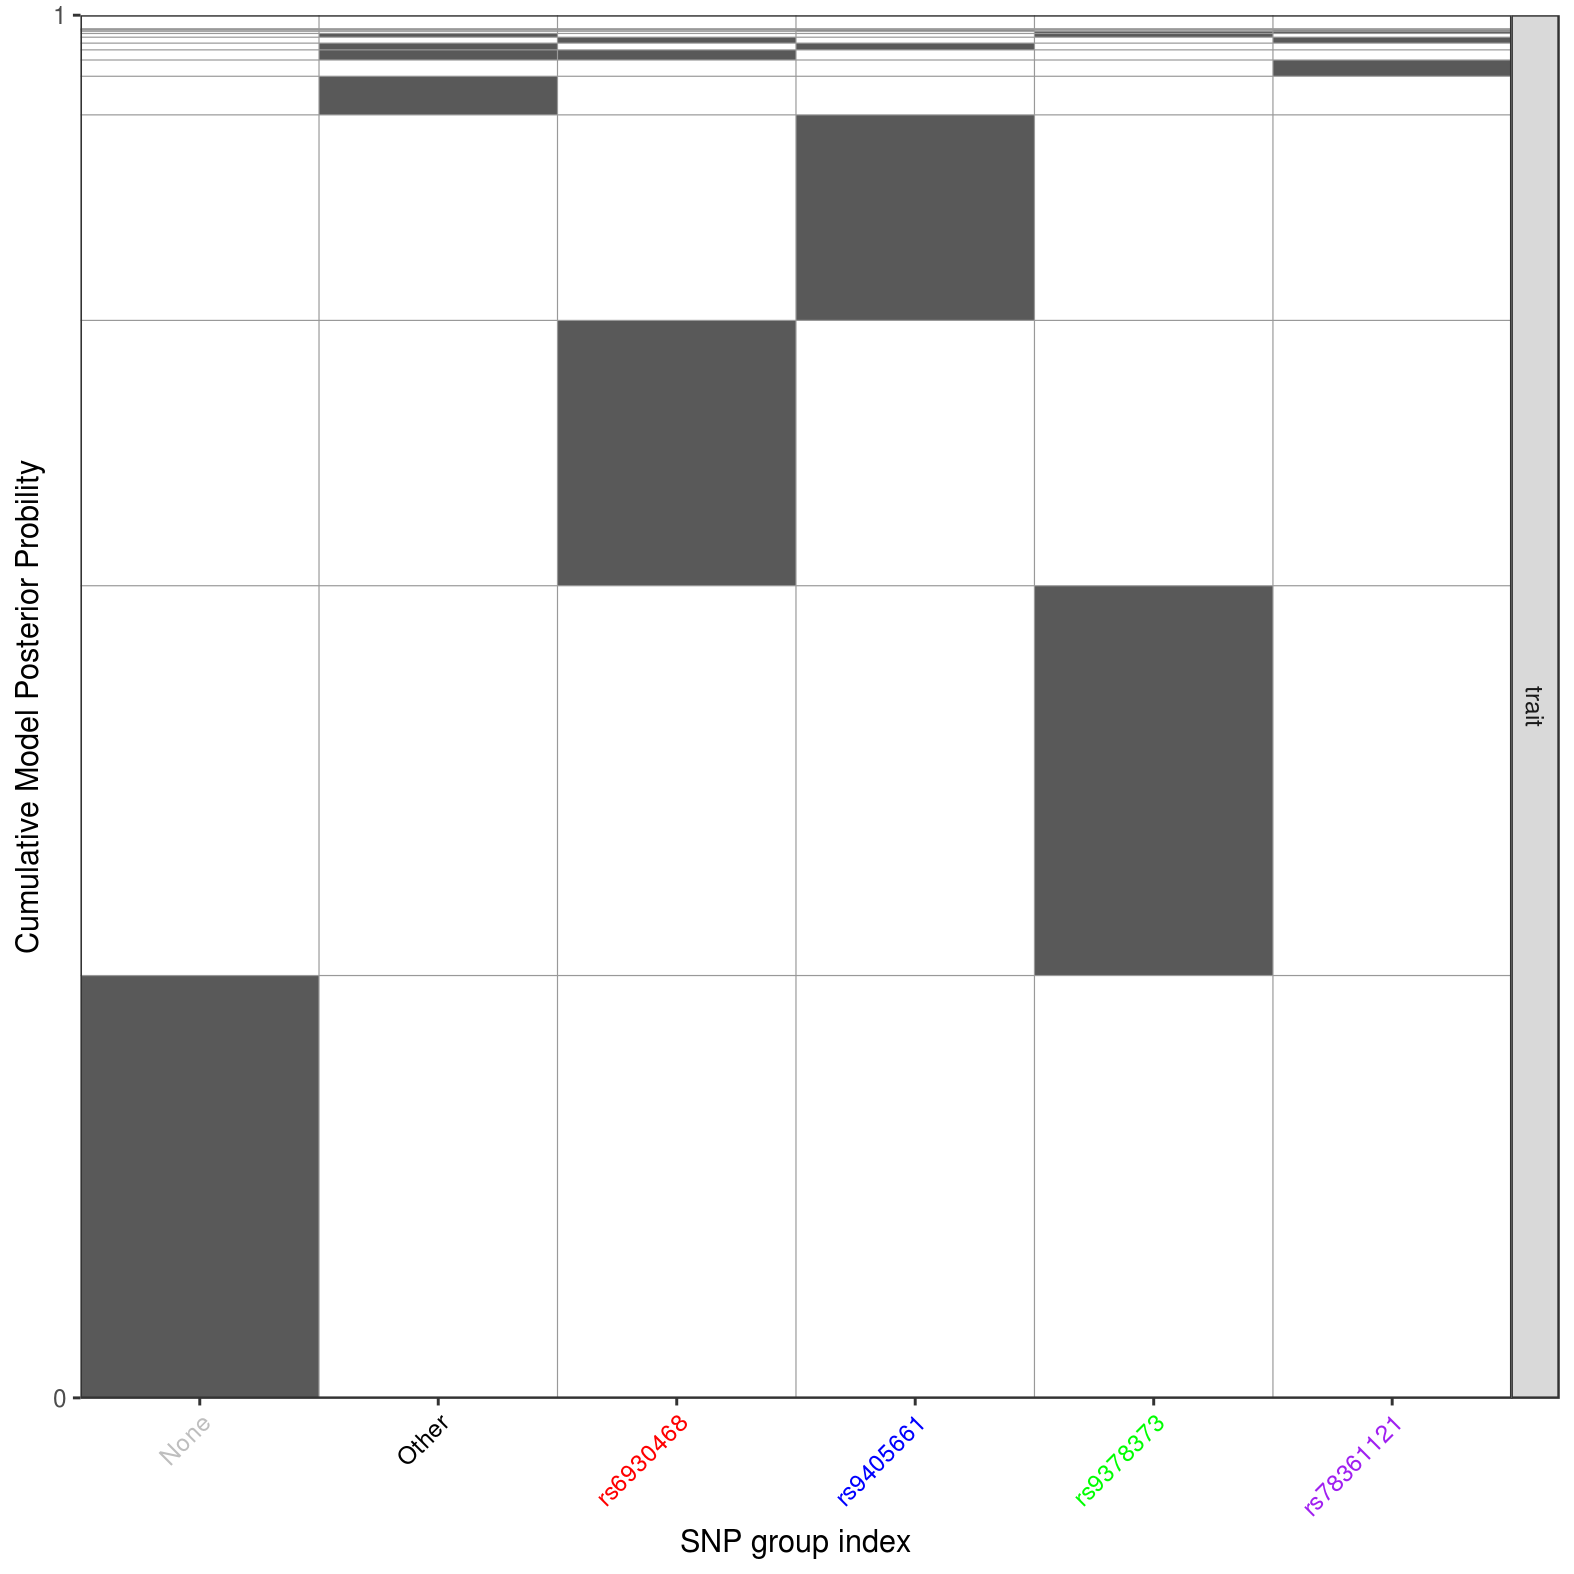 1
Cumulative Model Posterior Probility
trait
0
None
Other
rs6930468
rs9405661
rs9378373
rs78361121
SNP group index